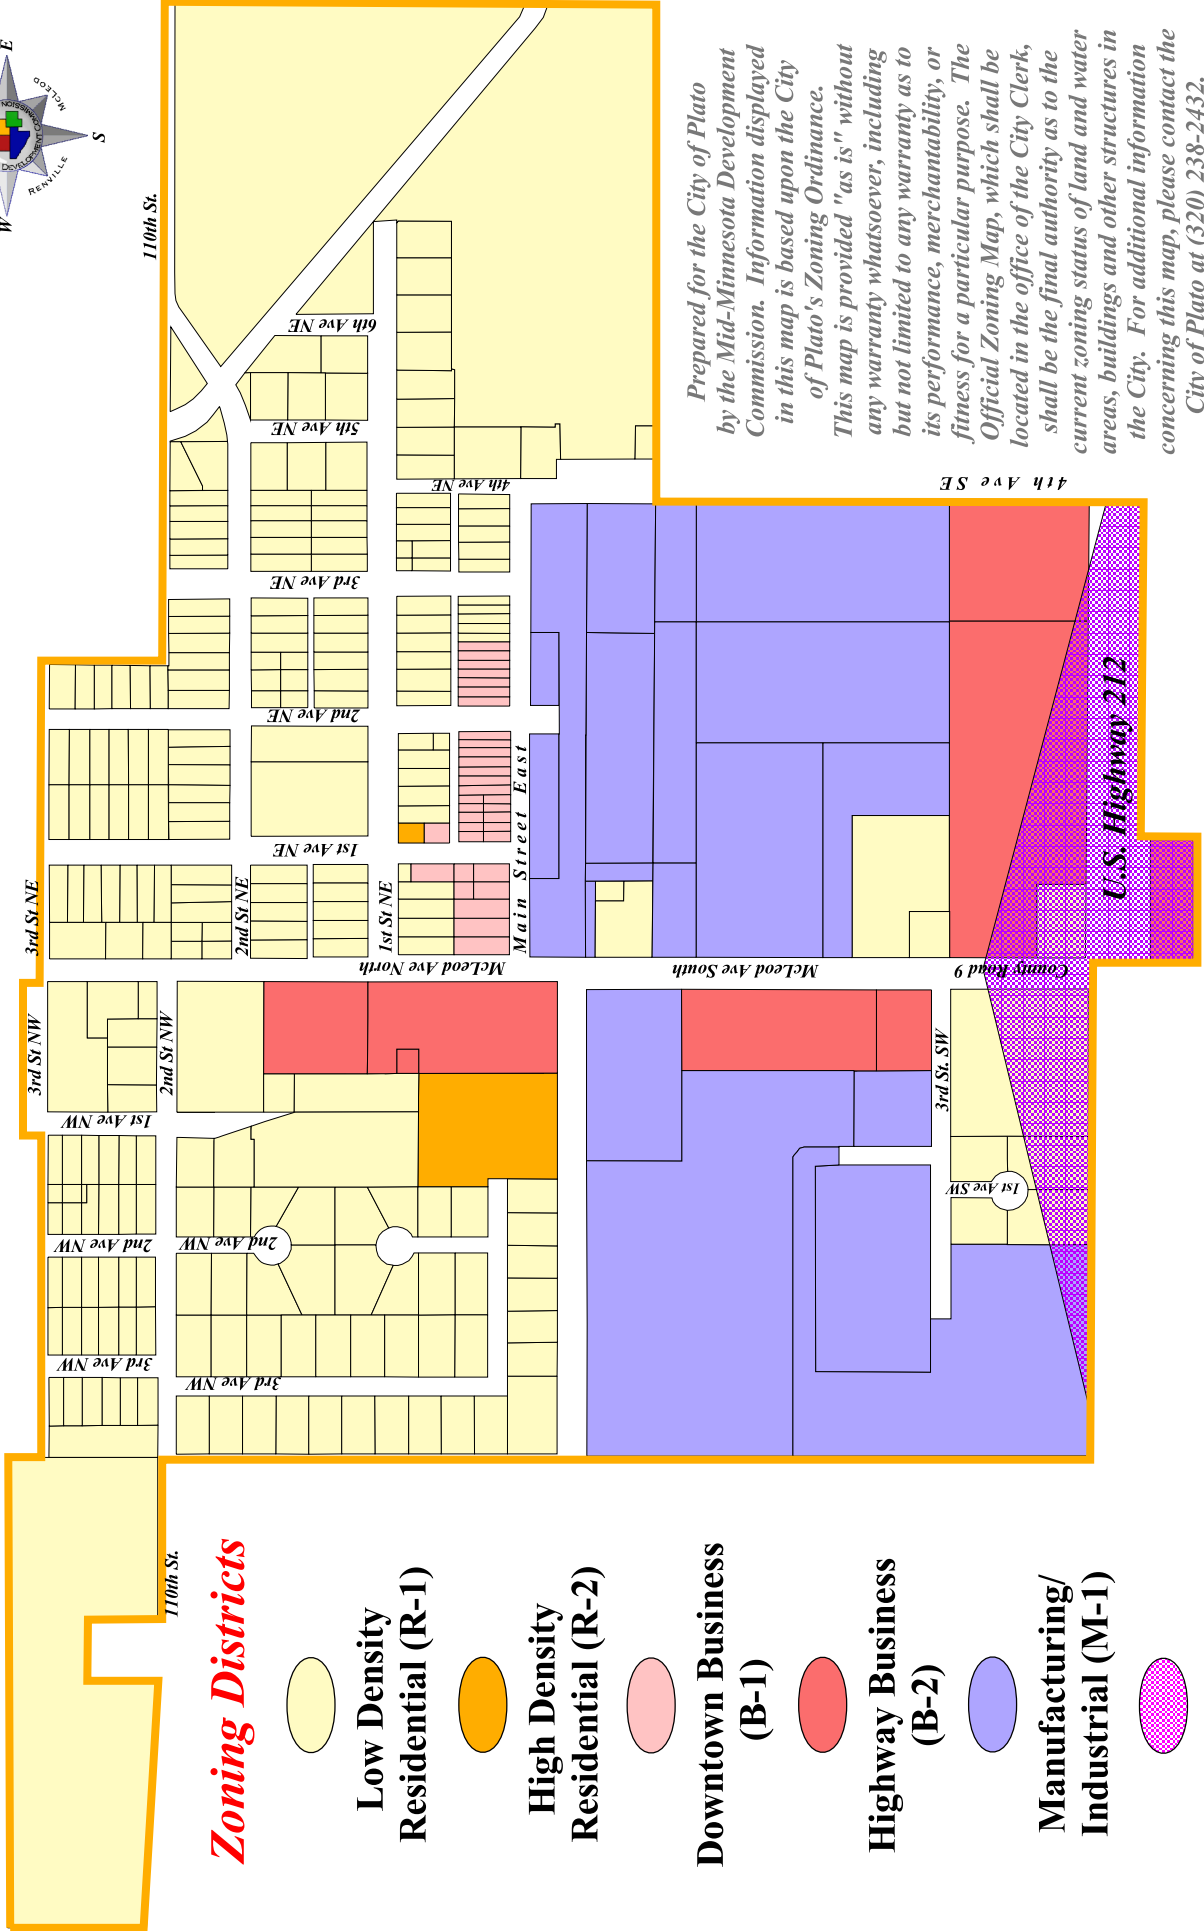 E
S
W
McLEOD
RENVILLE
DEVELOPMENT
COMMISSION
110th St.
6th Ave NE
5th Ave NE
4th Ave NE
3rd Ave NE
2nd Ave NE
1st Ave NE
3rd St NE
2nd St NE
1st St NE
Main Street East
McLeod Ave North
McLeod Ave South
County Road 9
4th Ave SE
U.S. Highway 212
3rd St NW
2nd St NW
3rd St. SW
1st Ave NW
1st Ave SW
2nd Ave NW
2nd Ave NW
3rd Ave NW
3rd Ave NW
110th St.
Prepared for the City of Plato
by the Mid-Minnesota Development
Commission. Information displayed
in this map is based upon the City
of Plato's Zoning Ordinance.
This map is provided "as is" without
any warranty whatsoever, including
but not limited to any warranty as to
its performance, merchantability, or
fitness for a particular purpose. The
Official Zoning Map, which shall be
located in the office of the City Clerk,
shall be the final authority as to the
current zoning status of land and water
areas, buildings and other structures in
the City. For additional information
concerning this map, please contact the
City of Plato at (320) 238-2432.
Zoning Districts
Low Density
Residential (R-1)
High Density
Residential (R-2)
Downtown Business
(B-1)
Highway Business
(B-2)
Manufacturing/
Industrial (M-1)